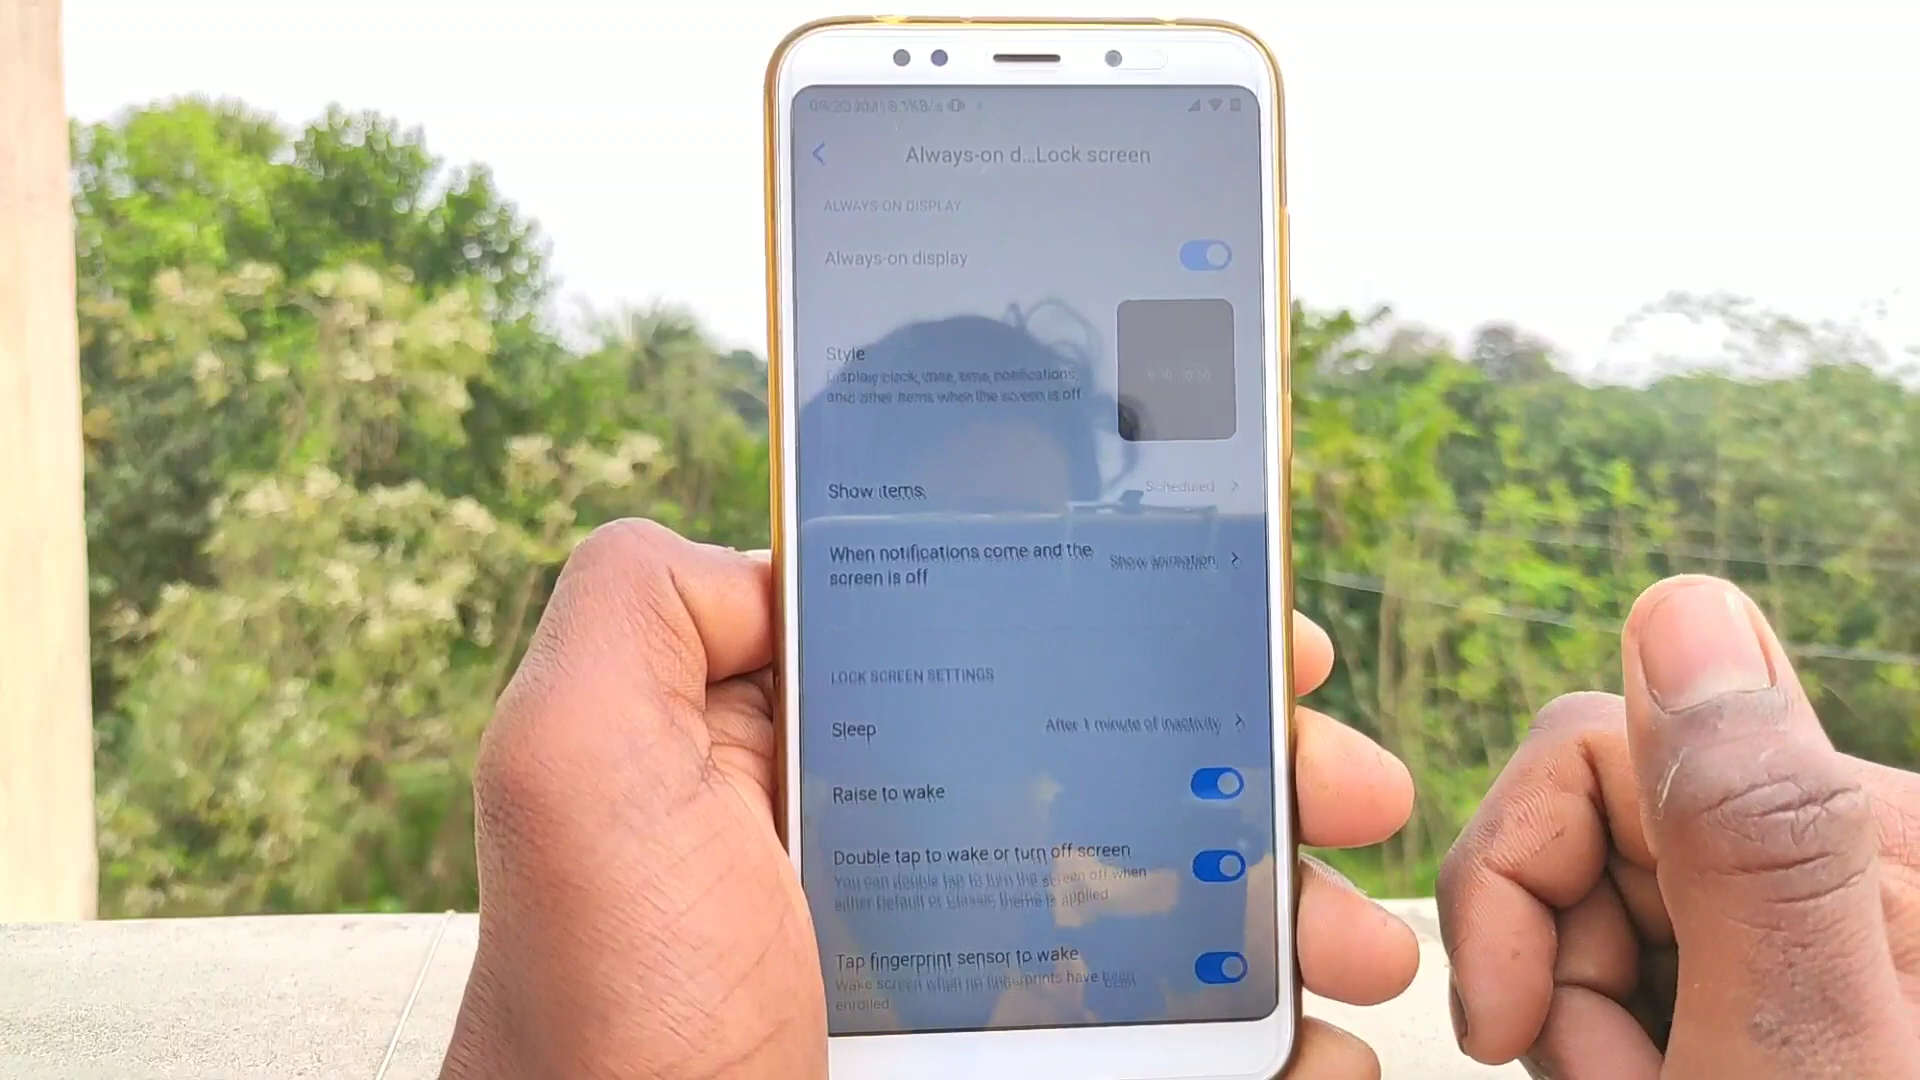 Always-on d...Lock screen
ALWAYS-ON DISPLAY
Always-on display
Style
Display clock, date, time, notifications,
and other items when the screen is off
Show items
Scheduled
When notifications come and the
screen is off
Show animation
LOCK SCREEN SETTINGS
Sleep
After 1 minute of inactivity
Raise to wake
Double tap to wake or turn off screen
You can double tap to turn the screen off when
either Default or Classic theme is applied
Tap fingerprint sensor to wake
Wake screen when no fingerprints have been
enrolled